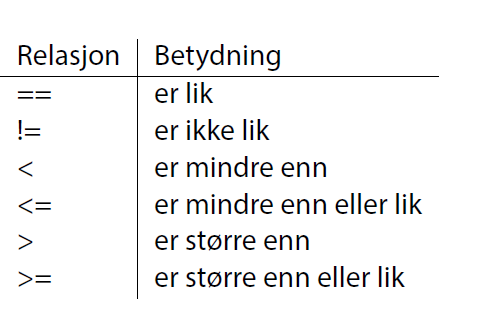 Relasjon Betydning
== er lik
!= er ikke lik
< er mindre enn
<= er mindre enn eller lik
> er større enn
>= er større enn eller lik